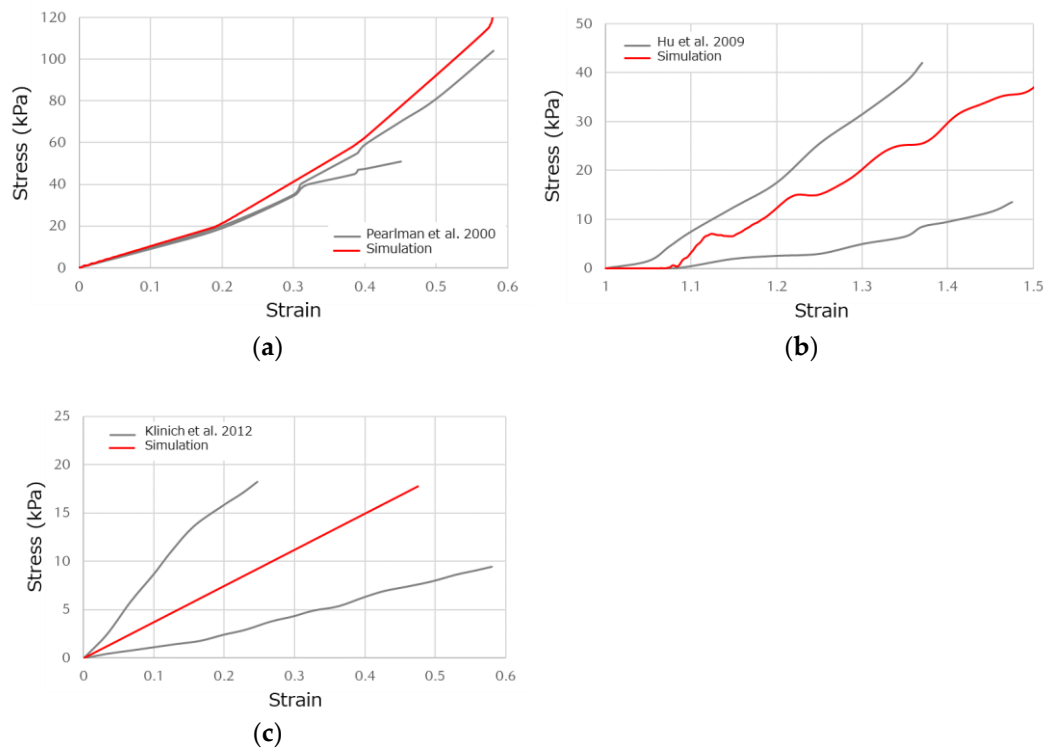 120
100
80
60
40
20
0
Stress (kPa)
Pearlman et al. 2000
Simulation
0 0.1 0.2 0.3 0.4 0.5 0.6
Strain
(a)
50
40
30
20
10
0
Stress (kPa)
Hu et al. 2009
Simulation
1 1.1 1.2 1.3 1.4 1.5
Strain
(b)
25
20
15
10
5
0
Stress (kPa)
Klinich et al. 2012
Simulation
0 0.1 0.2 0.3 0.4 0.5 0.6
Strain
(c)